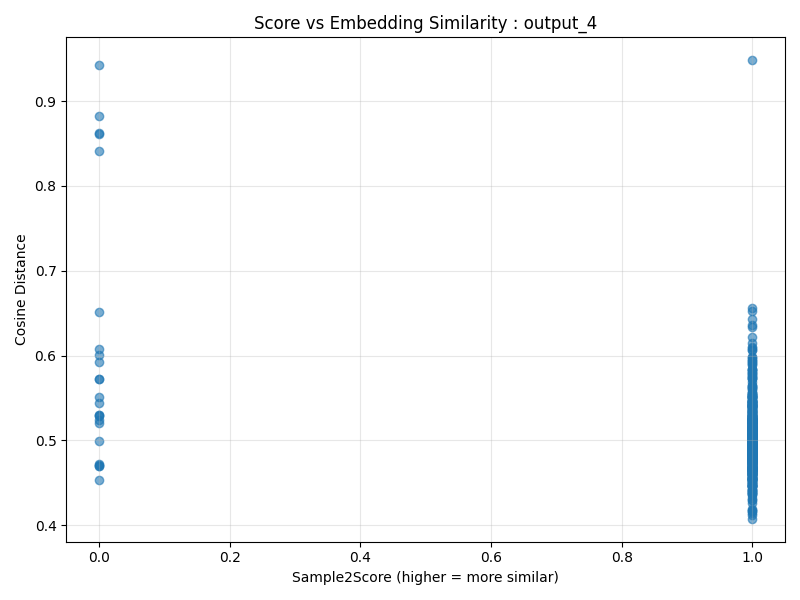 Score vs Embedding Similarity : output_4
Cosine Distance
0.9
0.8
0.7
0.6
0.5
0.4
0.0 0.2 0.4 0.6 0.8 1.0
Sample2Score (higher = more similar)